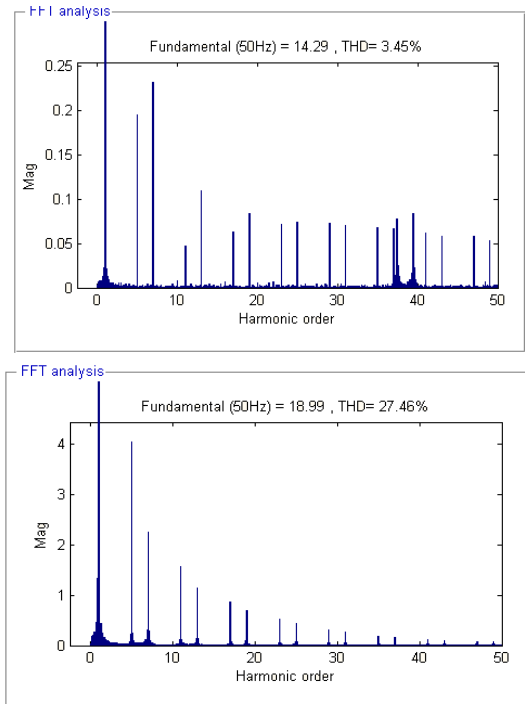 FFT analysis
Fundamental (50Hz) = 14.29 , THD= 3.45%
0.25
0.2
0.15
0.1
0.05
0
Mag
0 10 20 30 40 50
Harmonic order
FFT analysis
Fundamental (50Hz) = 18.99 , THD= 27.46%
4
3
2
1
0
Mag
0 10 20 30 40 50
Harmonic order